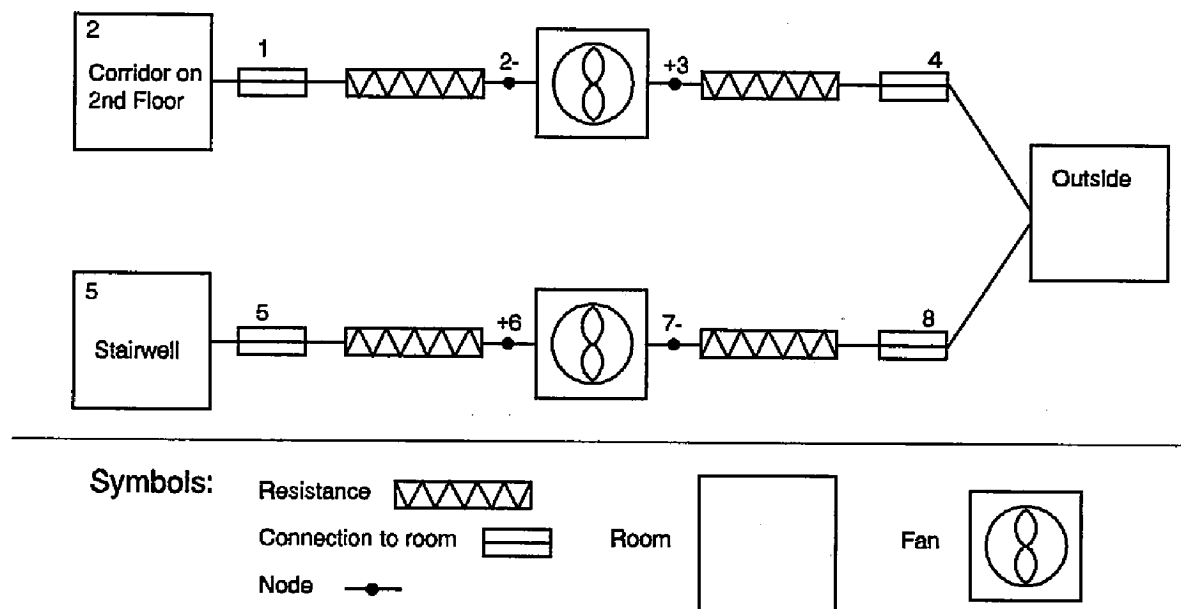 2
Corridor on
2nd Floor
1
2-
+3
4
Outside
5
Stairwell
5
+6
7-
8
Symbols:
Resistance
Connection to room
Node
Room
Fan